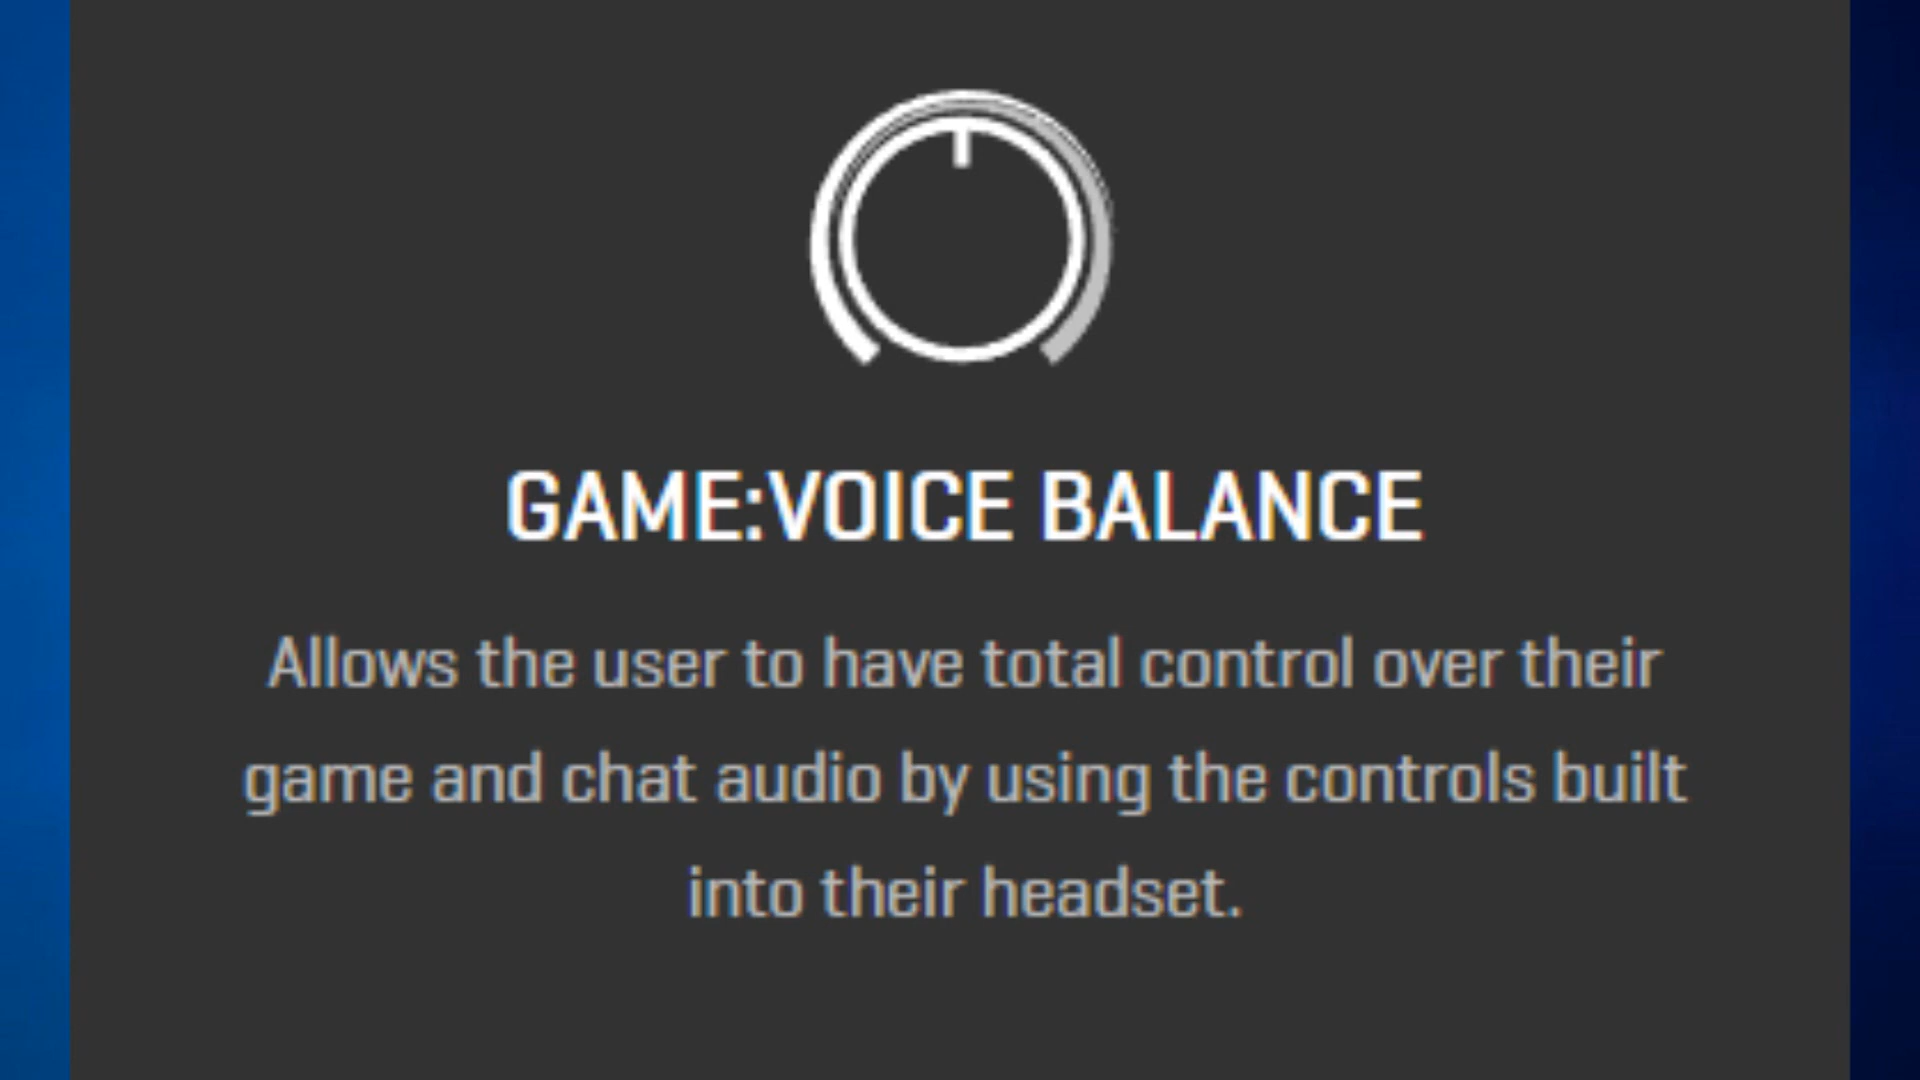 GAME:VOICE BALANCE
Allows the user to have total control over their
game and chat audio by using the controls built
into their headset.